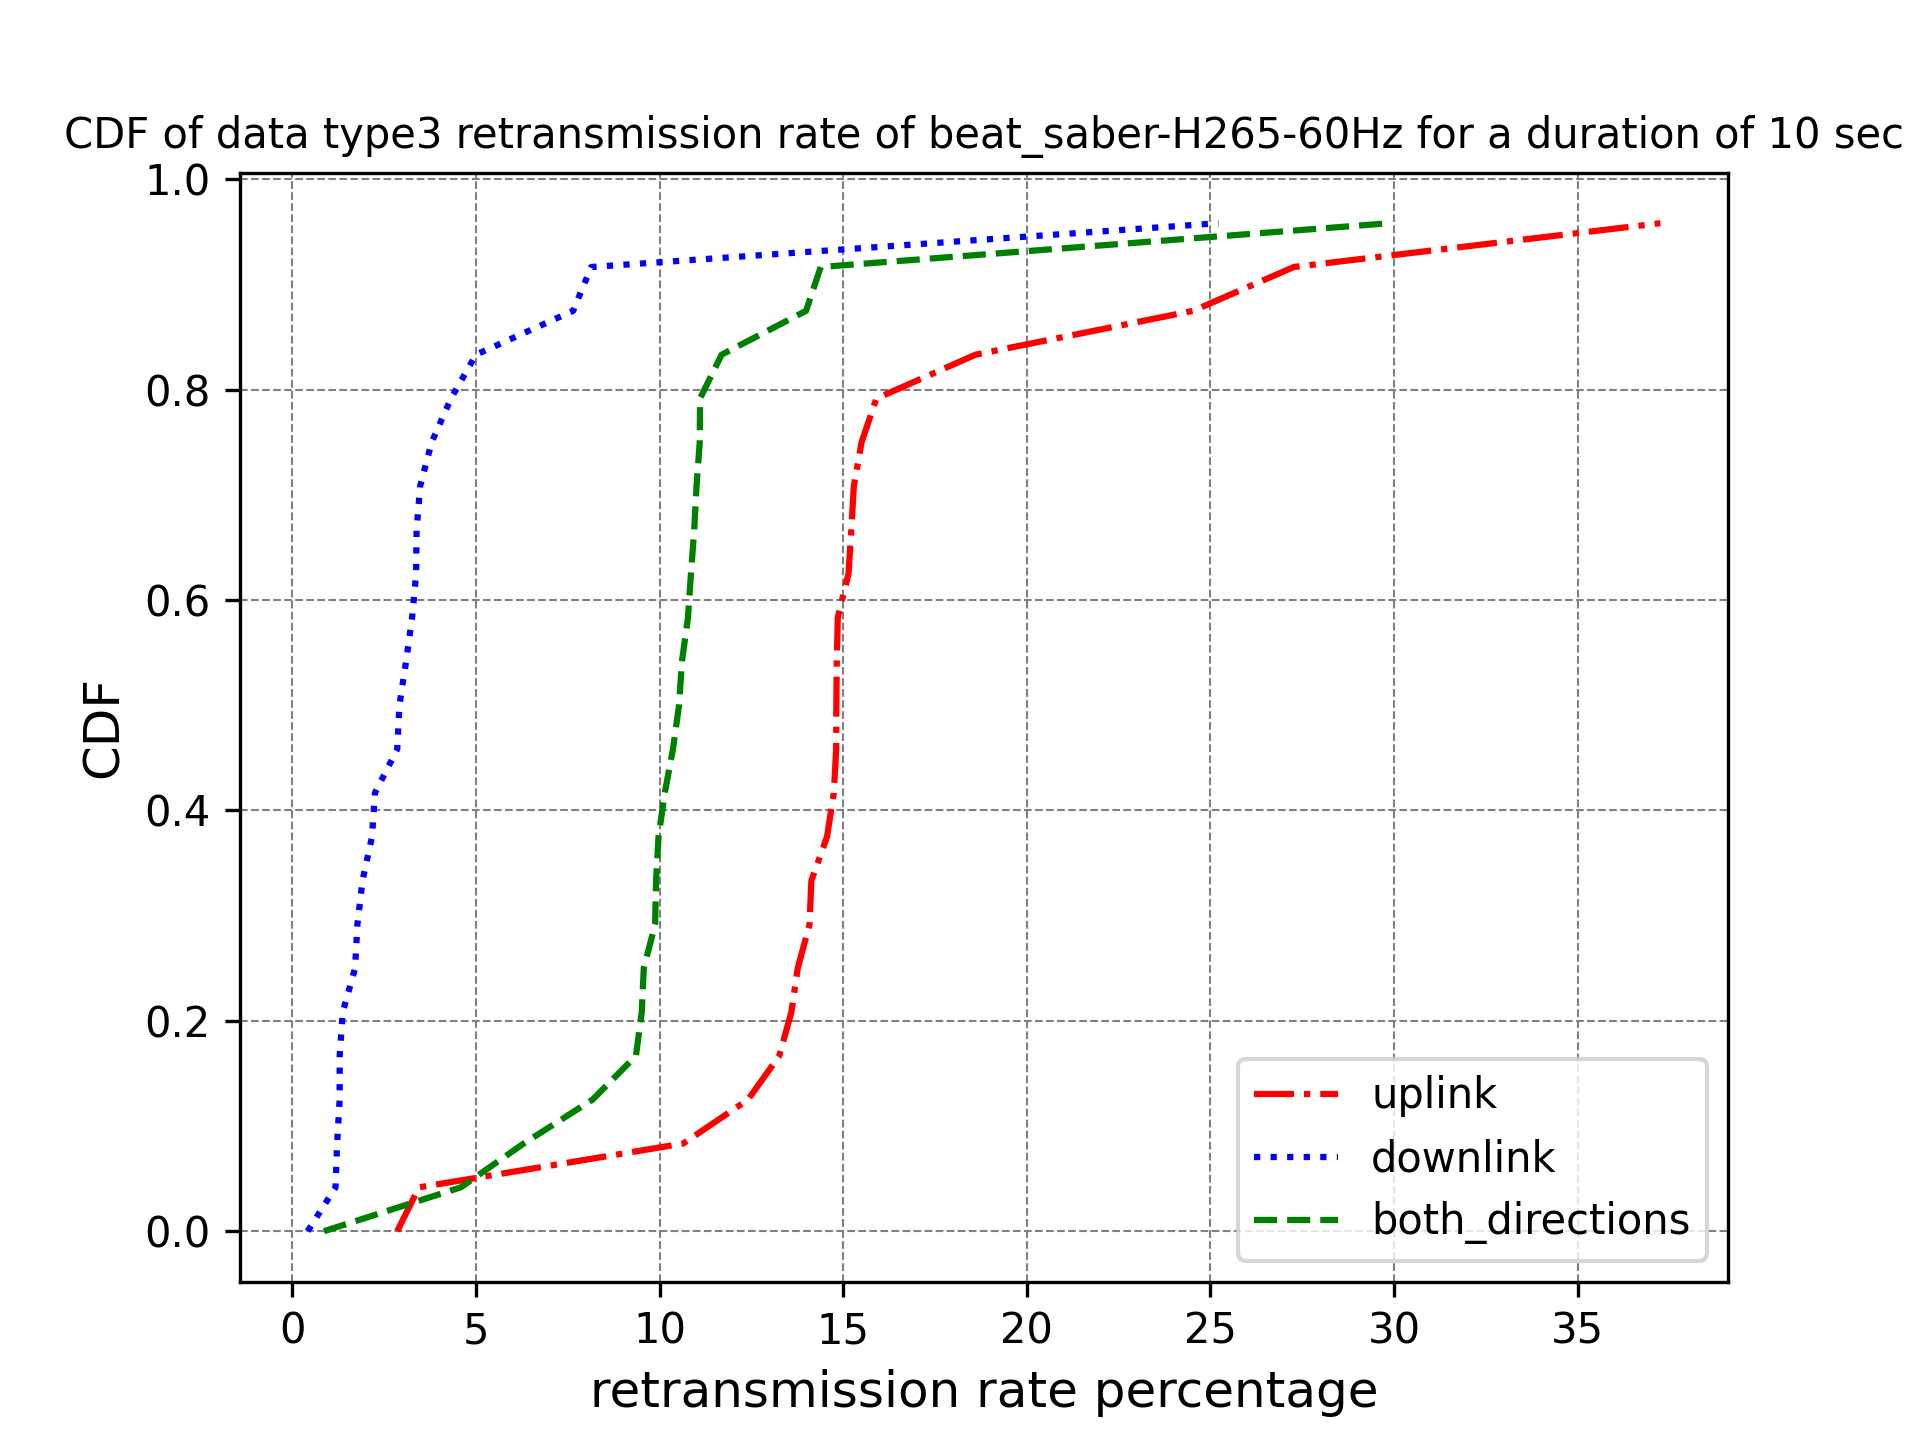 CDF of data type3 retransmission rate of beat_saber-H265-60Hz for a duration of 10 sec
1.0
0.8
0.6
0.4
0.2
0.0
CDF
0 5 10 15 20 25 30 35
retransmission rate percentage
uplink
downlink
both_directions